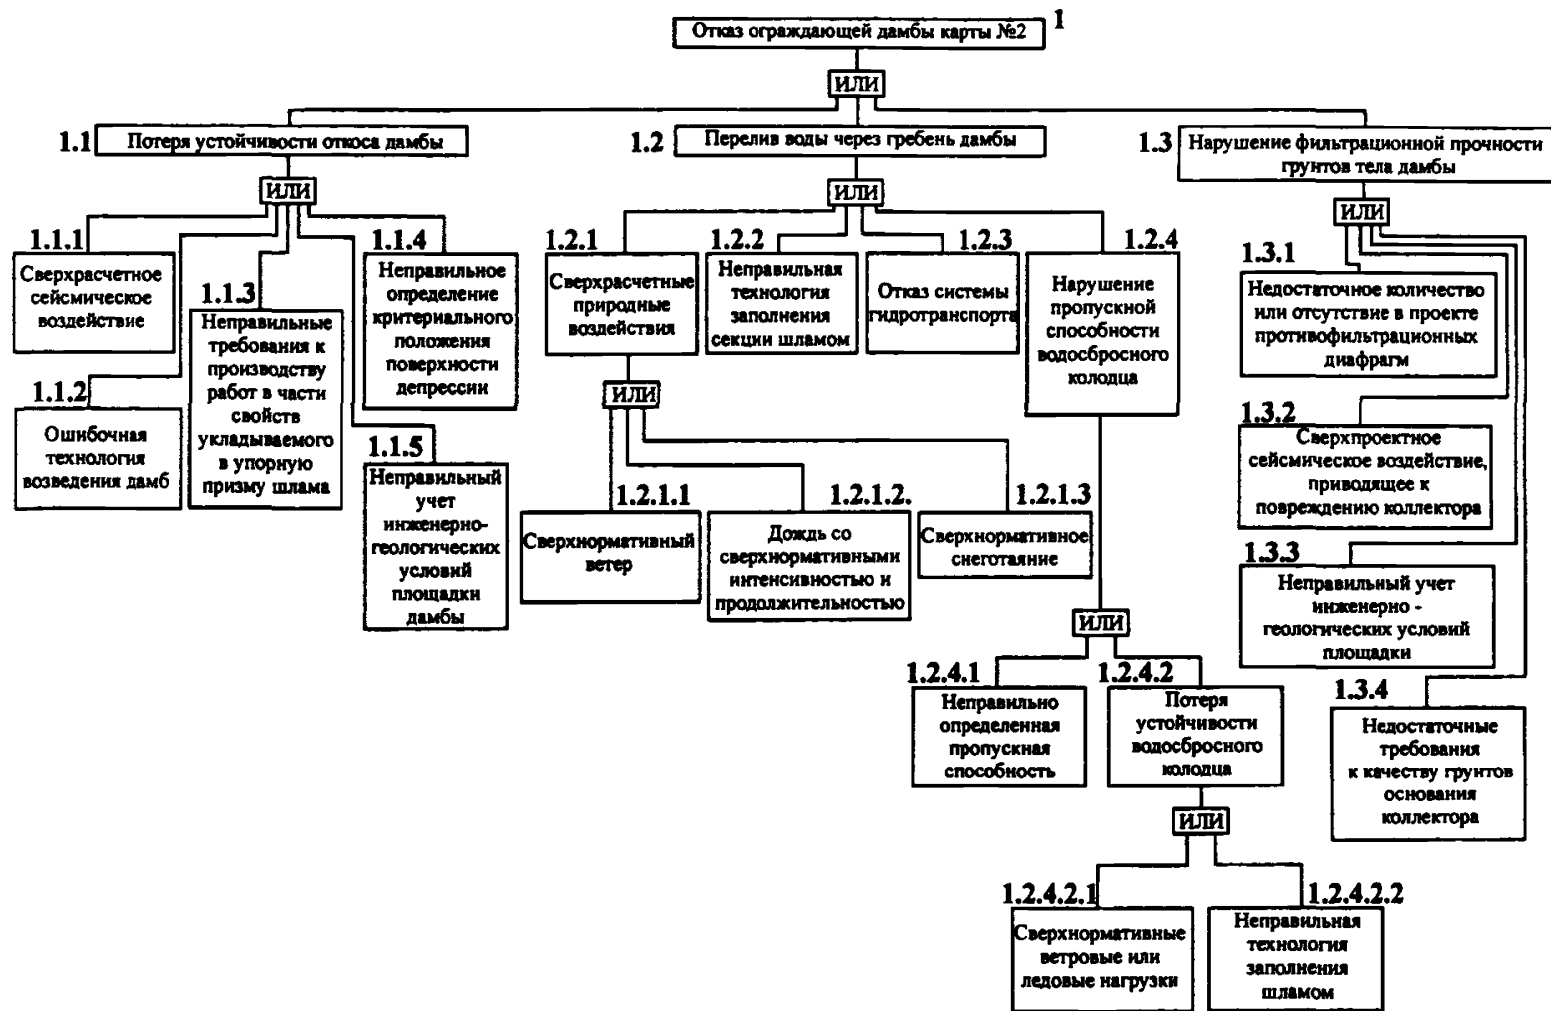 1
Отказ ограждающей дамбы карты №2
ИЛИ
1.1
Потеря устойчивости откоса дамбы
1.2
Перелив воды через гребень дамбы
1.3
Нарушение фильтрационной прочности
грунтов тела дамбы
ИЛИ
ИЛИ
ИЛИ
1.1.1
Сверхрасчетное
сейсмическое
воздействие
1.1.2
Ошибочная
технология
возведения дамб
1.1.3
Неправильные
требования к
производству
работ в части
свойств
укладываемого
в упорную
призму шлама
1.1.4
Неправильное
определение
критериального
положения
поверхности
депрессии
1.1.5
Неправильный
учет
инженерно-
геологических
условий
площадки
дамбы
1.2.1
Сверхрасчетные
природные
воздействия
1.2.2
Неправильная
технология
заполнения
секции шламом
1.2.3
Отказ системы
гидротранспорта
1.2.4
Нарушение
пропускной
способности
водосбросного
колодца
ИЛИ
1.2.1.1
Сверхнормативный
ветер
1.2.1.2.
Дождь со
сверхнормативными
интенсивностью и
продолжительностью
1.2.1.3
Сверхнормативное
снеготаяние
ИЛИ
1.2.4.1
Неправильно
определенная
пропускная
способность
1.2.4.2
Потеря
устойчивости
водосбросного
колодца
ИЛИ
1.2.4.2.1
Сверхнормативные
ветровые или
ледовые нагрузки
1.2.4.2.2
Неправильная
технология
заполнения
шламом
1.3.1
Недостаточное количество
или отсутствие в проекте
противофильтрационных
диафрагм
1.3.2
Сверхпроектное
сейсмическое воздействие,
приводящее к
повреждению коллектора
1.3.3
Неправильный учет
инженерно -
геологических условий
площадки
1.3.4
Недостаточные
требования
к качеству грунтов
основания
коллектора